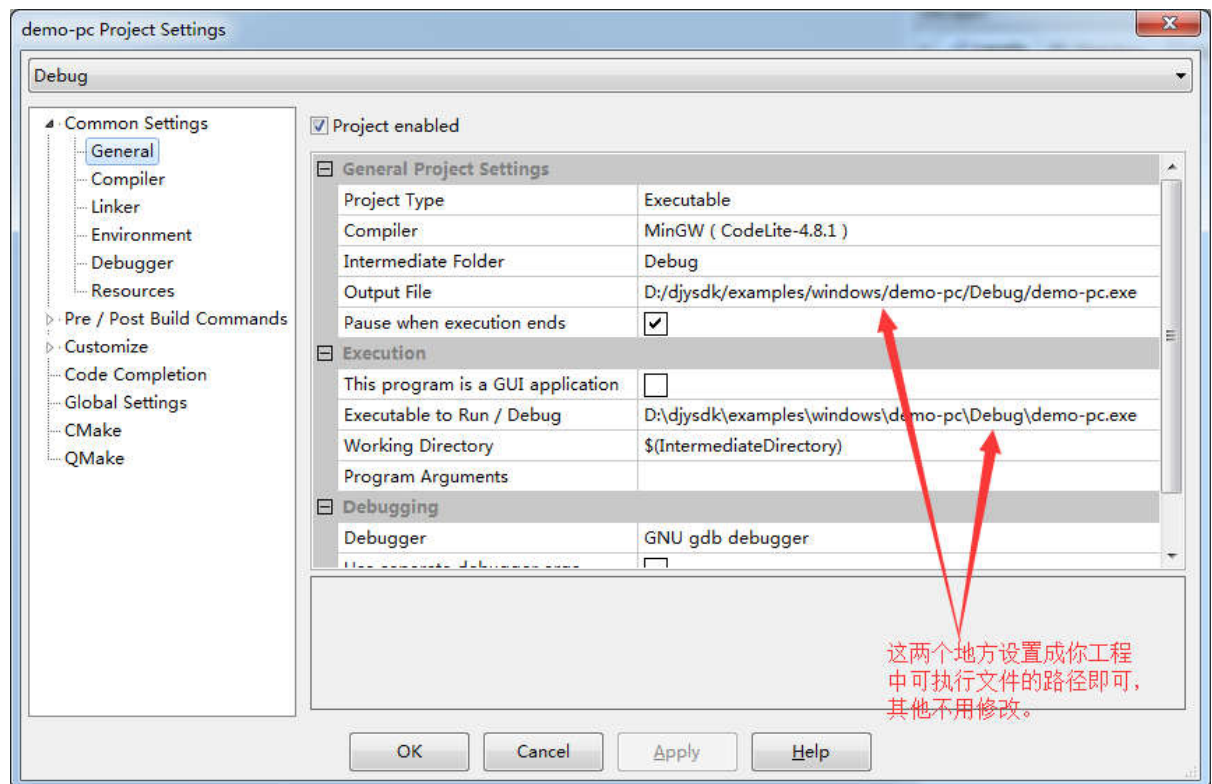 demo-pc Project Settings
Debug
Common Settings
General
Compiler
Linker
Environment
Debugger
Resources
Pre / Post Build Commands
Customize
Code Completion
Global Settings
CMake
QMake
Project enabled
General Project Settings
Project Type Executable
Compiler MinGW ( CodeLite-4.8.1 )
Intermediate Folder Debug
Output File D:/djysdk/examples/windows/demo-pc/Debug/demo-pc.exe
Pause when execution ends
Execution
This program is a GUI application
Executable to Run / Debug D:\djysdk\examples\windows\demo-pc\Debug\demo-pc.exe
Working Directory $(IntermediateDirectory)
Program Arguments
Debugging
Debugger GNU gdb debugger
这两个地方设置成你工程
中可执行文件的路径即可，
其他不用修改。
OK Cancel Apply Help